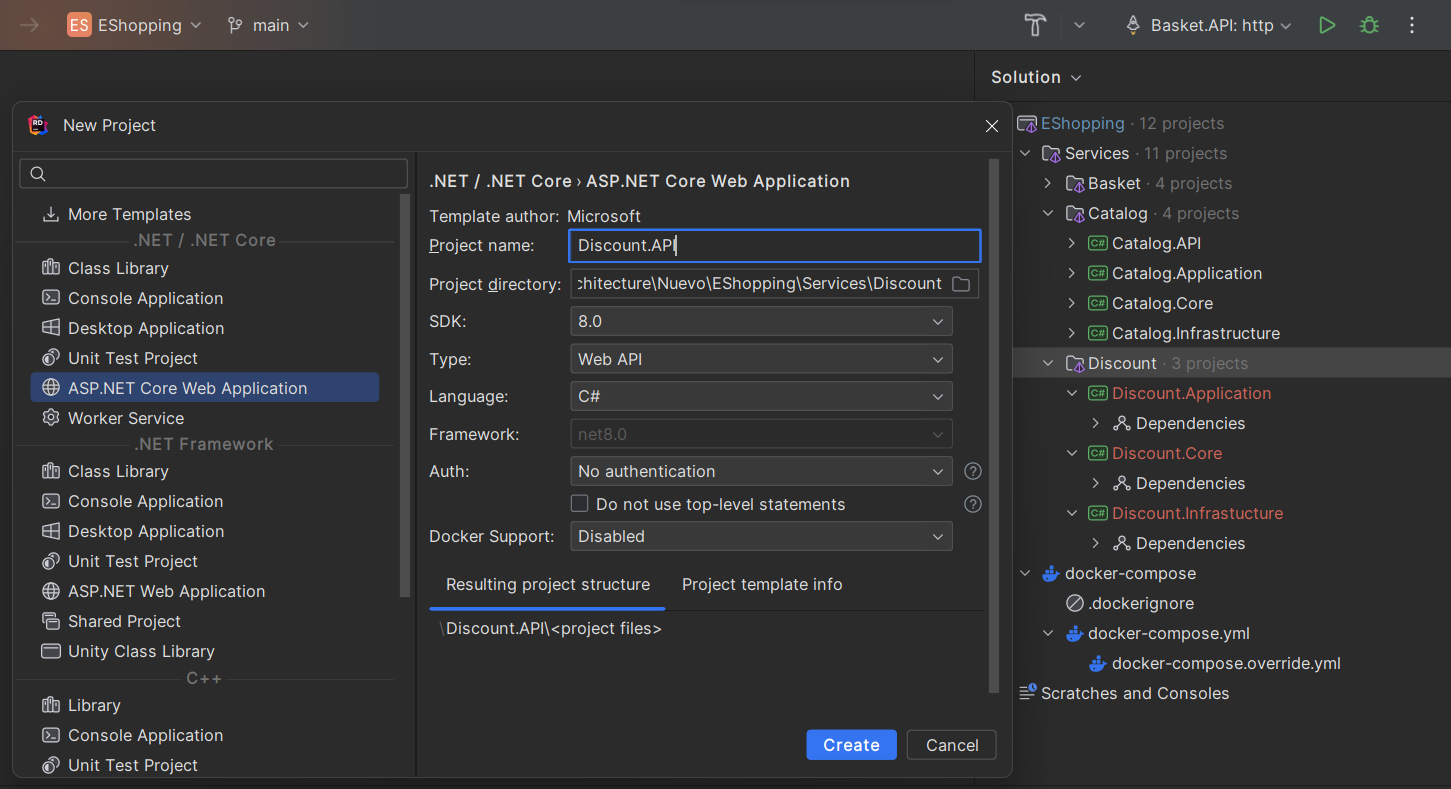 ES EShopping main Basket.API: http
Solution
New Project
More Templates
.NET / .NET Core
Class Library
Console Application
Desktop Application
Unit Test Project
ASP.NET Core Web Application
Worker Service
.NET Framework
Class Library
Console Application
Desktop Application
Unit Test Project
ASP.NET Web Application
Shared Project
Unity Class Library
C++
Library
Console Application
Unit Test Project
.NET / .NET Core › ASP.NET Core Web Application
Template author: Microsoft
Project name: Discount.API
Project directory: chitecture\Nuevo\EShopping\Services\Discount
SDK: 8.0
Type: Web API
Language: C#
Framework: net8.0
Auth: No authentication ?
Do not use top-level statements ?
Docker Support: Disabled
Resulting project structure Project template info
\Discount.API\<project files>
Create Cancel
EShopping · 12 projects
Services · 11 projects
Basket · 4 projects
Catalog · 4 projects
C# Catalog.API
C# Catalog.Application
C# Catalog.Core
C# Catalog.Infrastructure
Discount · 3 projects
C# Discount.Application
Dependencies
C# Discount.Core
Dependencies
C# Discount.Infrastucture
Dependencies
docker-compose
.dockerignore
docker-compose.yml
docker-compose.override.yml
Scratches and Consoles